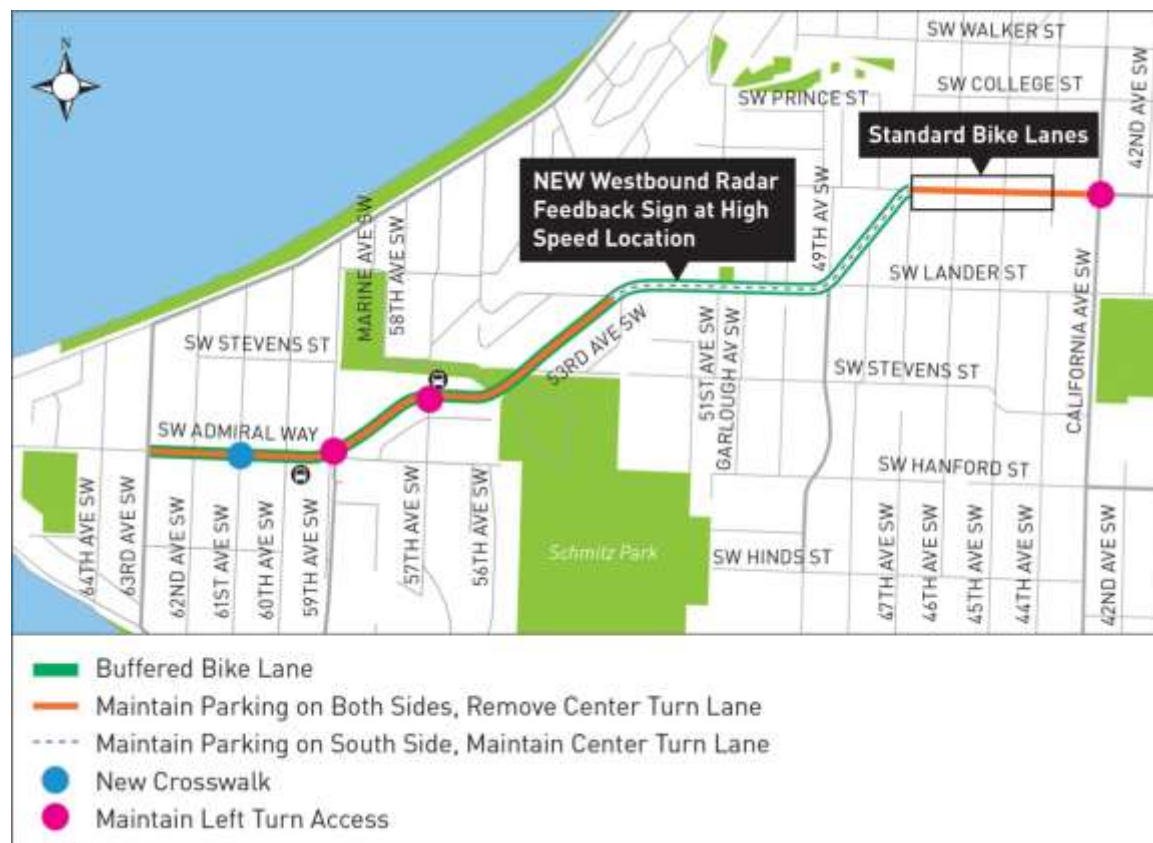 N
SW WALKER ST
SW COLLEGE ST
SW PRINCE ST
42ND AVE SW
Standard Bike Lanes
NEW Westbound Radar
Feedback Sign at High
Speed Location
49TH AV SW
MARINE AVE SW
58TH AVE SW
SW LANDER ST
SW STEVENS ST
53RD AVE SW
51ST AVE SW
GARLOUGH AV SW
SW STEVENS ST
CALIFORNIA AVE SW
SW ADMIRAL WAY
SW HANFORD ST
64TH AVE SW
63RD AVE SW
62ND AVE SW
61ST AVE SW
60TH AVE SW
59TH AVE SW
57TH AVE SW
56TH AVE SW
Schmitz Park
SW HINDS ST
47TH AVE SW
46TH AVE SW
45TH AVE SW
44TH AVE SW
42ND AVE SW
Buffered Bike Lane
Maintain Parking on Both Sides, Remove Center Turn Lane
Maintain Parking on South Side, Maintain Center Turn Lane
New Crosswalk
Maintain Left Turn Access